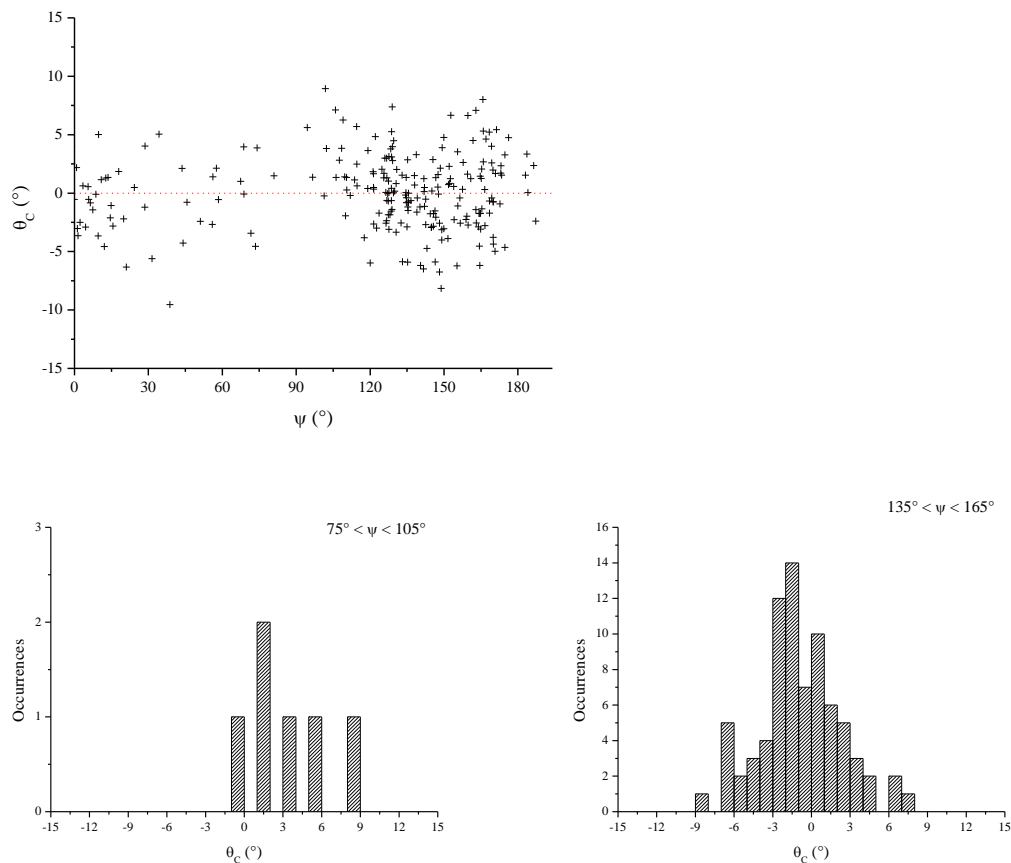 15
10
5
0
-5
-10
-15
θC (°)
0 30 60 90 120 150 180
ψ (°)
75° < ψ < 105°
3
2
1
0
Occurrences
-15 -12 -9 -6 -3 0 3 6 9 12 15
θC (°)
135° < ψ < 165°
16
14
12
10
8
6
4
2
0
Occurrences
-15 -12 -9 -6 -3 0 3 6 9 12 15
θC (°)